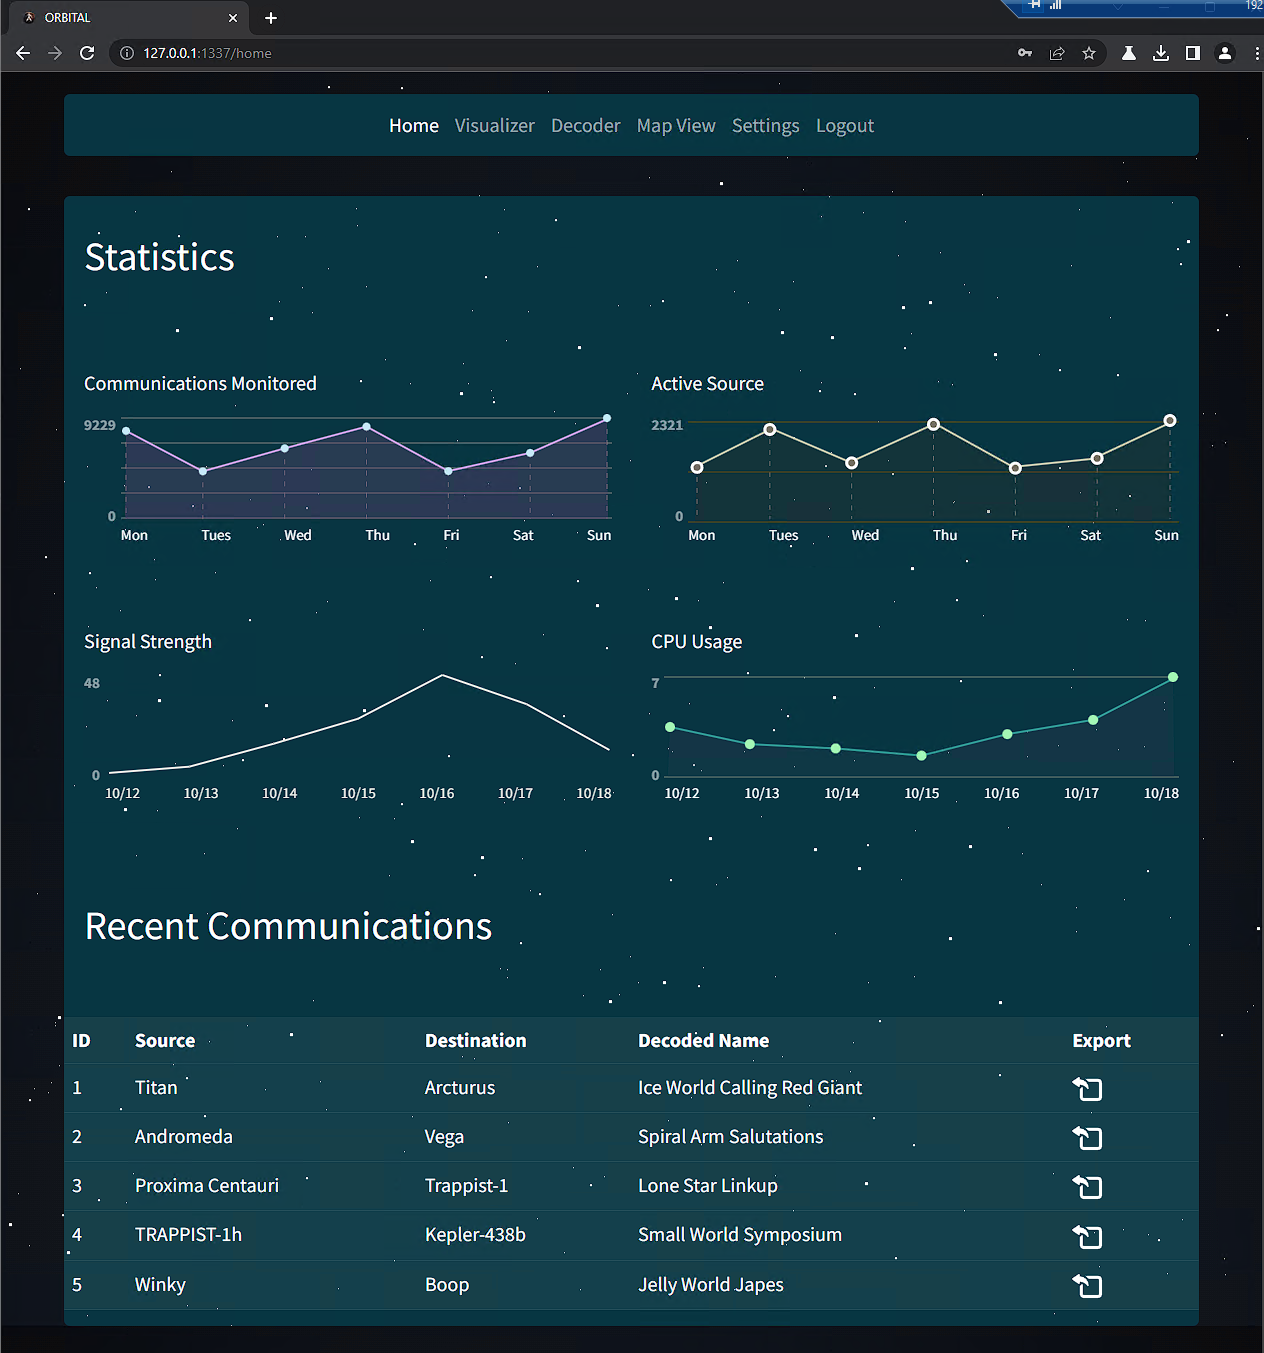 ORBITAL
192
127.0.0.1:1337/home
Home Visualizer Decoder Map View Settings Logout
Statistics
Communications Monitored
9229
0
Mon Tues Wed Thu Fri Sat Sun
Active Source
2321
0
Mon Tues Wed Thu Fri Sat Sun
Signal Strength
48
0
10/12 10/13 10/14 10/15 10/16 10/17 10/18
CPU Usage
7
0
10/12 10/13 10/14 10/15 10/16 10/17 10/18
Recent Communications
ID Source Destination Decoded Name Export
1 Titan Arcturus Ice World Calling Red Giant
2 Andromeda Vega Spiral Arm Salutations
3 Proxima Centauri Trappist-1 Lone Star Linkup
4 TRAPPIST-1h Kepler-438b Small World Symposium
5 Winky Boop Jelly World Japes